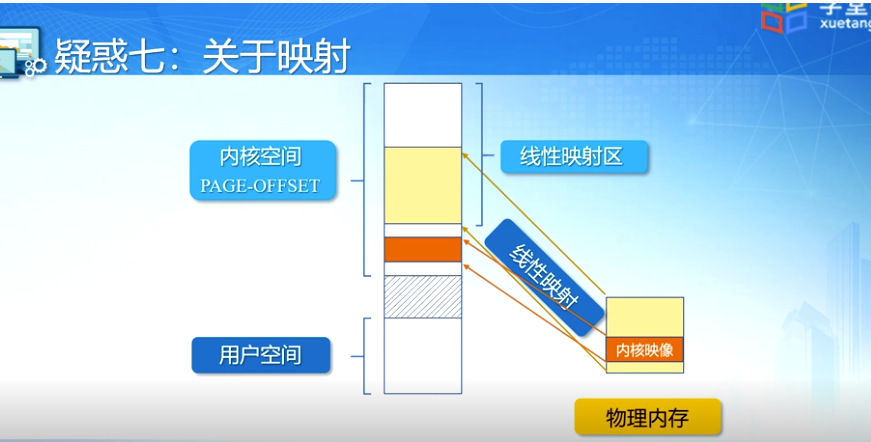 学堂
xuetang
疑惑七：关于映射
内核空间
PAGE-OFFSET
线性映射区
线性映射
内核映像
用户空间
物理内存